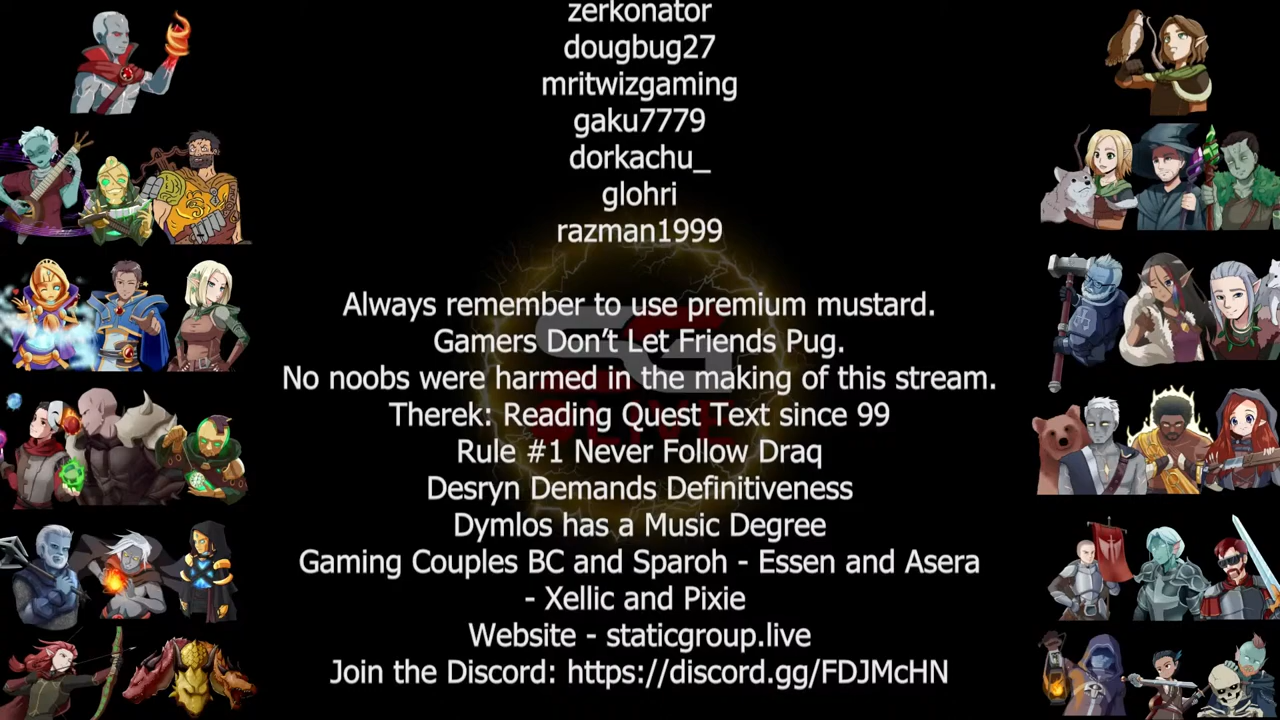 zerkonator
dougbug27
mritwizgaming
gaku7779
dorkachu_
glohri
razman1999
Always remember to use premium mustard.
Gamers Don’t Let Friends Pug.
No noobs were harmed in the making of this stream.
Therek: Reading Quest Text since 99
Rule #1 Never Follow Draq
Desryn Demands Definitiveness
Dymlos has a Music Degree
Gaming Couples BC and Sparoh - Essen and Asera
- Xellic and Pixie
Website - staticgroup.live
Join the Discord: https://discord.gg/FDJMcHN
SG
LIVE